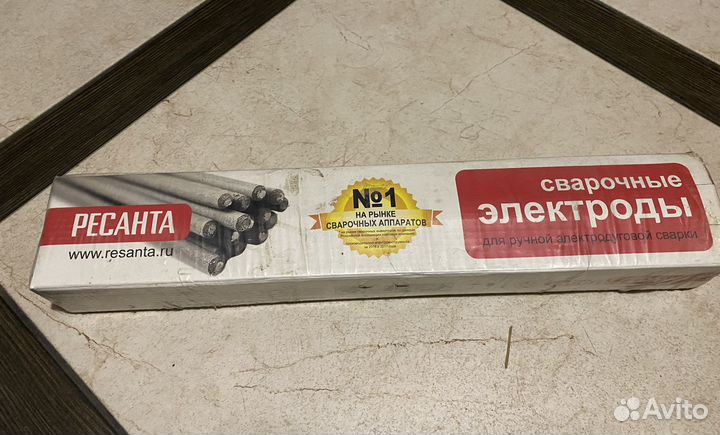 РЕСАНТА
www.resanta.ru
№1
НА РЫНКЕ
СВАРОЧНЫХ АППАРАТОВ
сварочные
электроды
для ручной электродуговой сварки
Avito